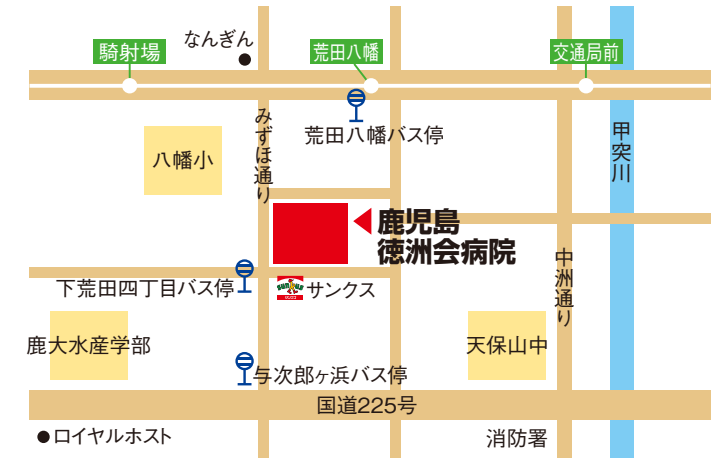 なんぎん
騎射場
荒田八幡
交通局前
みずほ通り
荒田八幡バス停
甲突川
八幡小
鹿児島
徳洲会病院
中洲通り
下荒田四丁目バス停
sunkus
サンクス
鹿大水産学部
天保山中
与次郎ヶ浜バス停
国道225号
ロイヤルホスト
消防署